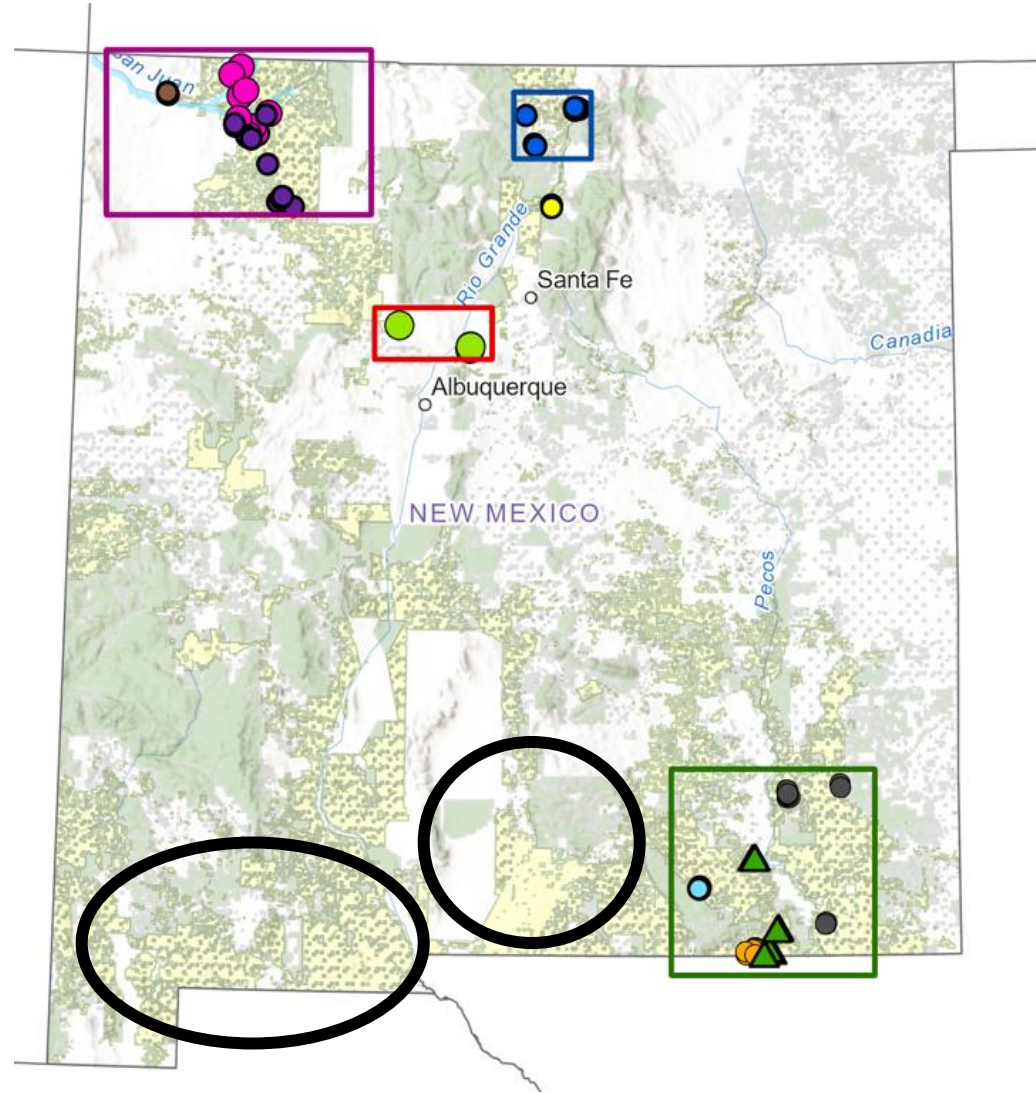 San Juan
Rio Grande
Santa Fe
Canadia
Albuquerque
NEW MEXICO
Pecos